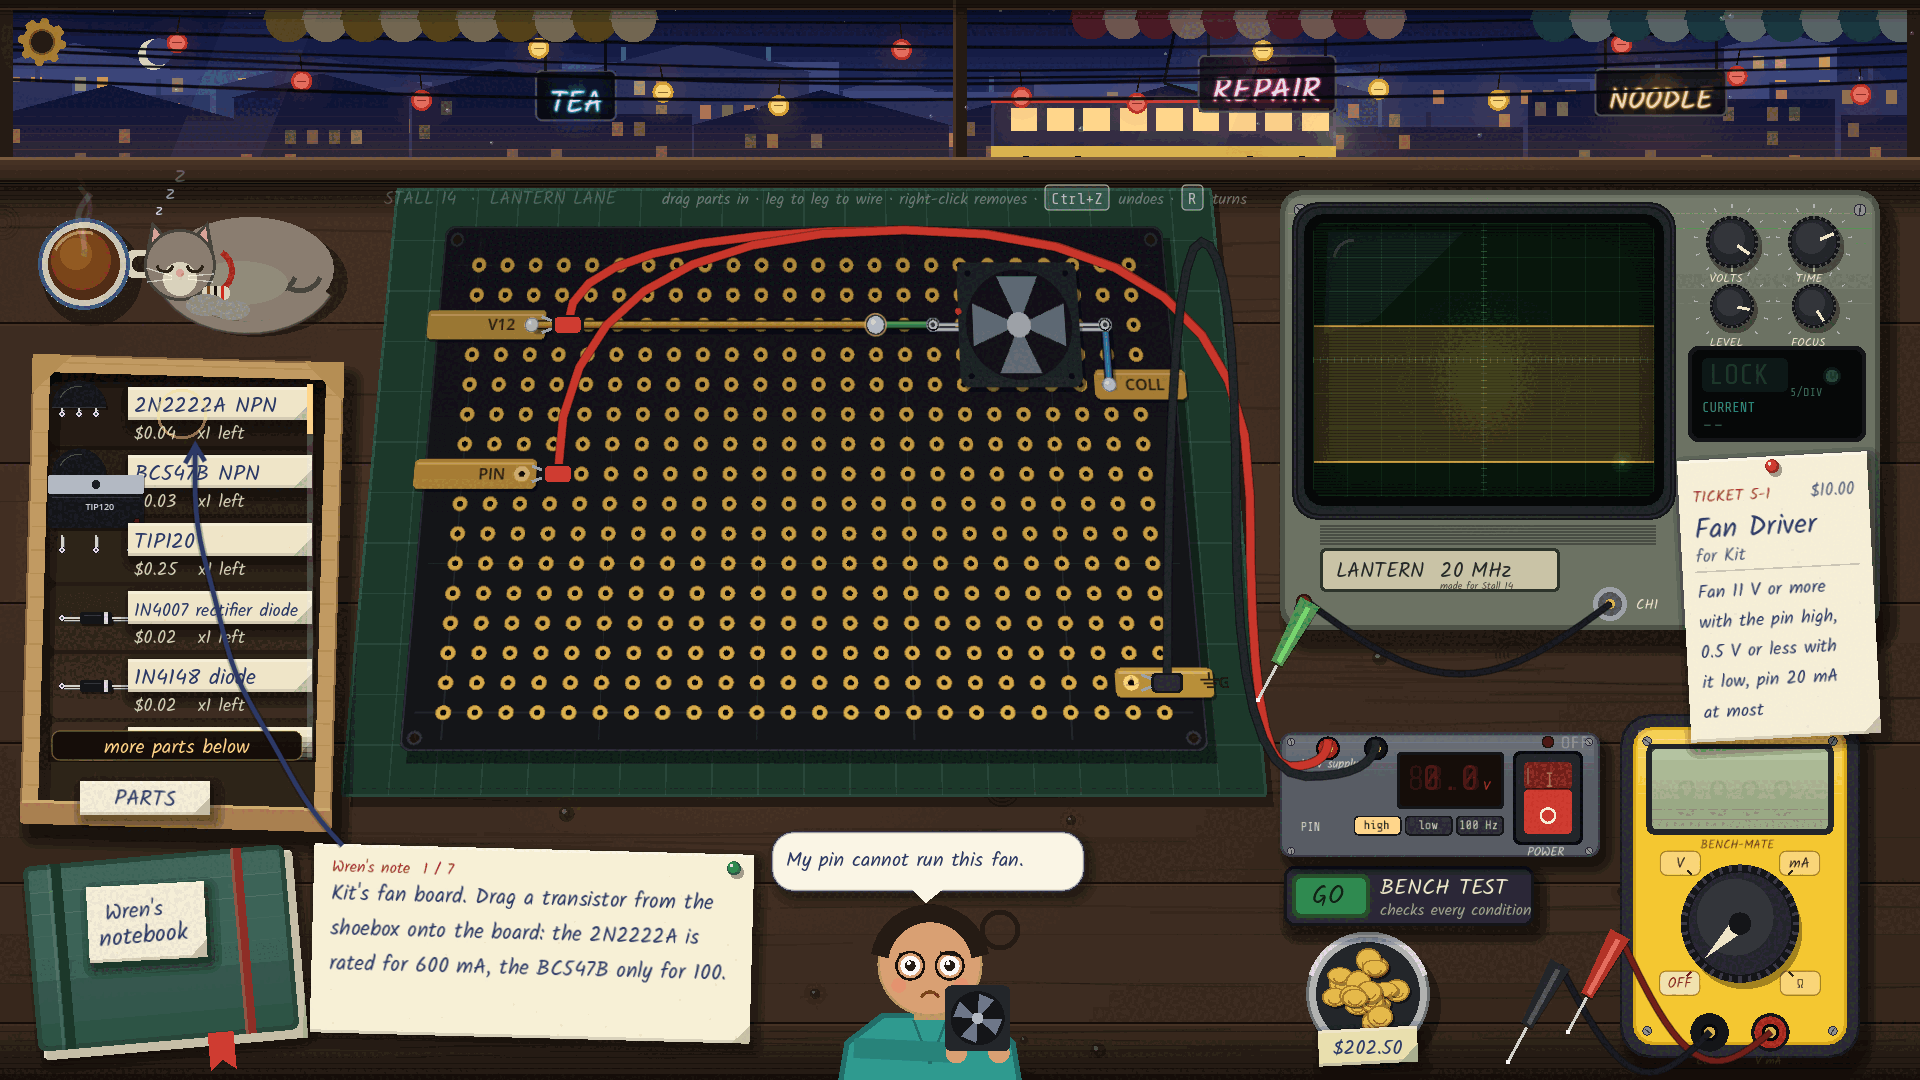 TEA
REPAIR
NOODLE
STALL 14 · LANTERN LANE
drag parts in · leg to leg to wire · right-click removes · Ctrl+Z undoes · R turns
V12
COLL
PIN
2N2222A NPN
$0.04 x1 left
BC547B NPN
0.03 x1 left
TIP120
TIP120
$0.25 x1 left
1N4007 rectifier diode
$0.02 x1 left
1N4148 diode
$0.02 x1 left
more parts below
PARTS
Wren's
notebook
Wren's note 1 / 7
Kit's fan board. Drag a transistor from the
shoebox onto the board: the 2N2222A is
rated for 600 mA, the BC547B only for 100.
My pin cannot run this fan.
VOLTS
TIME
LEVEL
FOCUS
LOCK
5/DIV
CURRENT
--
LANTERN 20 MHz
made for Stall 14
CH1
TICKET 5-1 $10.00
Fan Driver
for Kit
Fan 11 V or more
with the pin high,
0.5 V or less with
it low, pin 20 mA
at most
supply
0.0 V
OFF
PIN
high
low
100 Hz
POWER
GO
BENCH TEST
checks every condition
$202.50
BENCH-MATE
V
mA
OFF
Ω